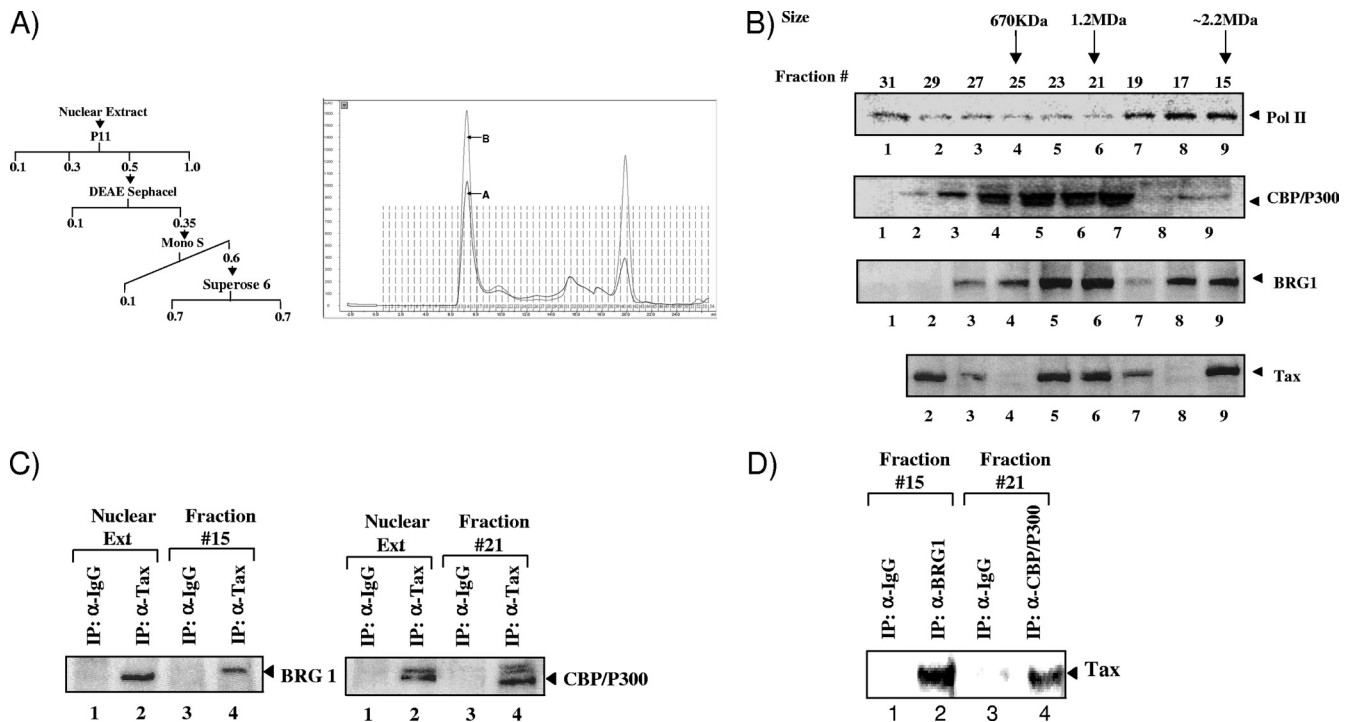 A)
Nuclear Extract
P11
0.1 0.3 0.5 1.0
DEAE Sephacel
0.1 0.35
Mono S
0.6
0.1
Superose 6
0.7 0.7
B
A
B)
Size 670KDa 1.2MDa ~2.2MDa
Fraction # 31 29 27 25 23 21 19 17 15
Pol II
1 2 3 4 5 6 7 8 9
CBP/P300
1 2 3 4 5 6 7 8 9
BRG1
1 2 3 4 5 6 7 8 9
Tax
2 3 4 5 6 7 8 9
C)
Nuclear Ext
Fraction #15
IP: α-IgG
IP: α-Tax
IP: α-IgG
IP: α-Tax
BRG 1
1 2 3 4
Nuclear Ext
Fraction #21
IP: α-IgG
IP: α-Tax
IP: α-IgG
IP: α-Tax
CBP/P300
1 2 3 4
D)
Fraction #15
Fraction #21
IP: α-IgG
IP: α-BRG1
IP: α-IgG
IP: α-CBP/P300
Tax
1 2 3 4